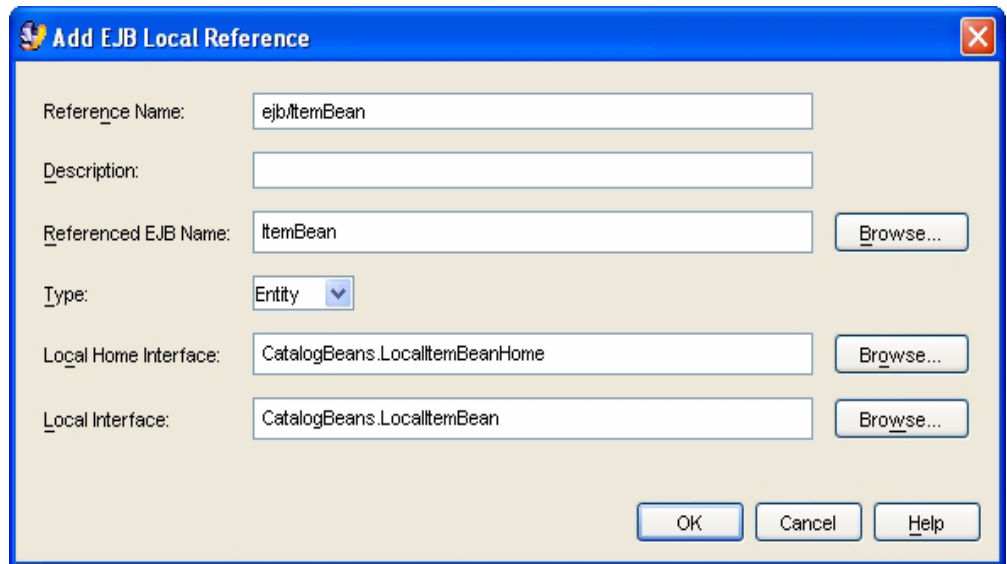 Add EJB Local Reference
Reference Name: ejb/ItemBean
Description:
Referenced EJB Name: ItemBean Browse...
Type: Entity
Local Home Interface: CatalogBeans.LocalItemBeanHome Browse...
Local Interface: CatalogBeans.LocalItemBean Browse...
OK Cancel Help